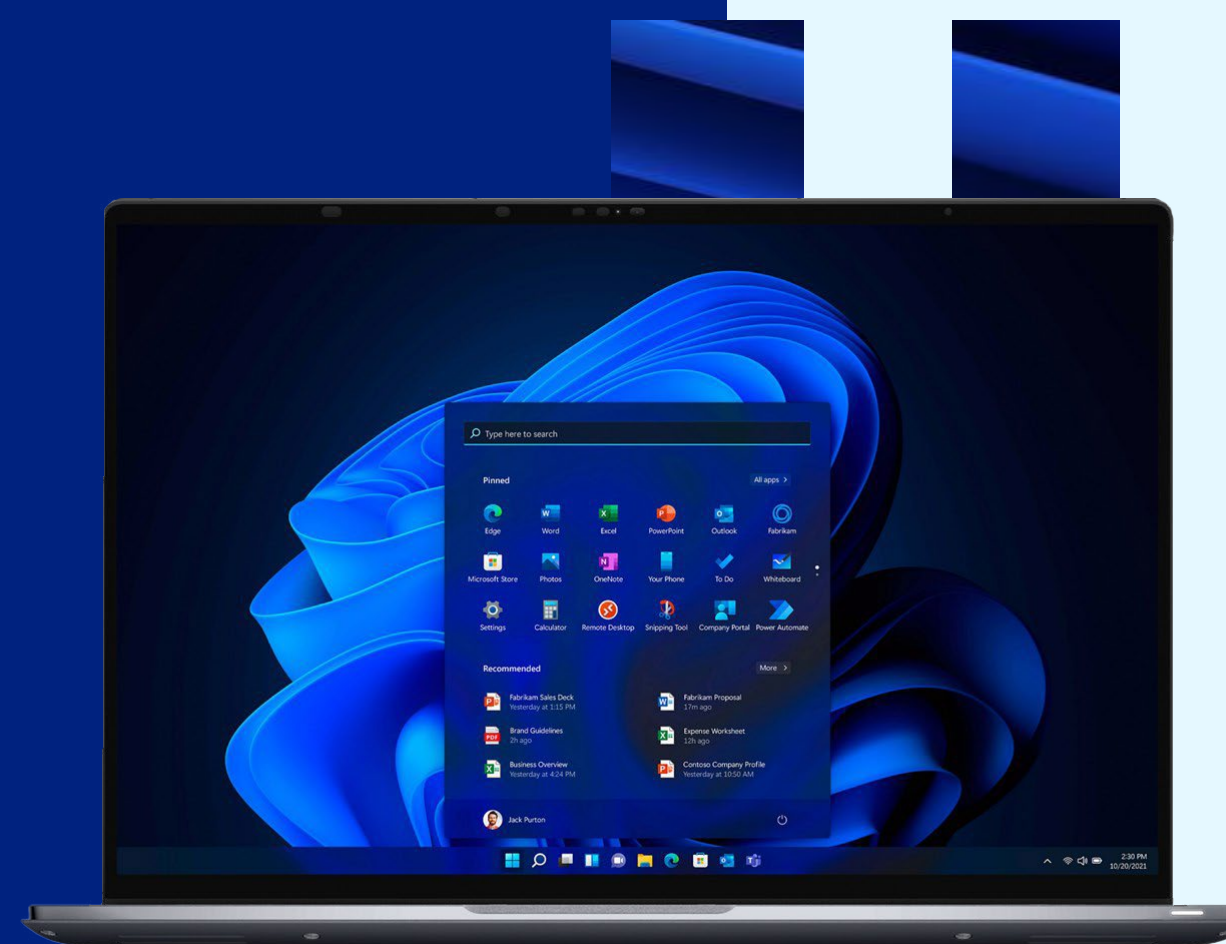 Type here to search
Pinned
All apps >
Edge
Word
Excel
PowerPoint
Outlook
Fabrikam
Microsoft Store
Photos
OneNote
Your Phone
To Do
Whiteboard
Settings
Calculator
Remote Desktop
Snipping Tool
Company Portal
Power Automate
Recommended
More >
Fabrikam Sales Deck
Yesterday at 1:15 PM
Fabrikam Proposal
17m ago
Brand Guidelines
2h ago
Expense Worksheet
12h ago
Business Overview
Yesterday at 4:24 PM
Contoso Company Profile
Yesterday at 10:50 AM
Jack Purton
2:30 PM
10/20/2021